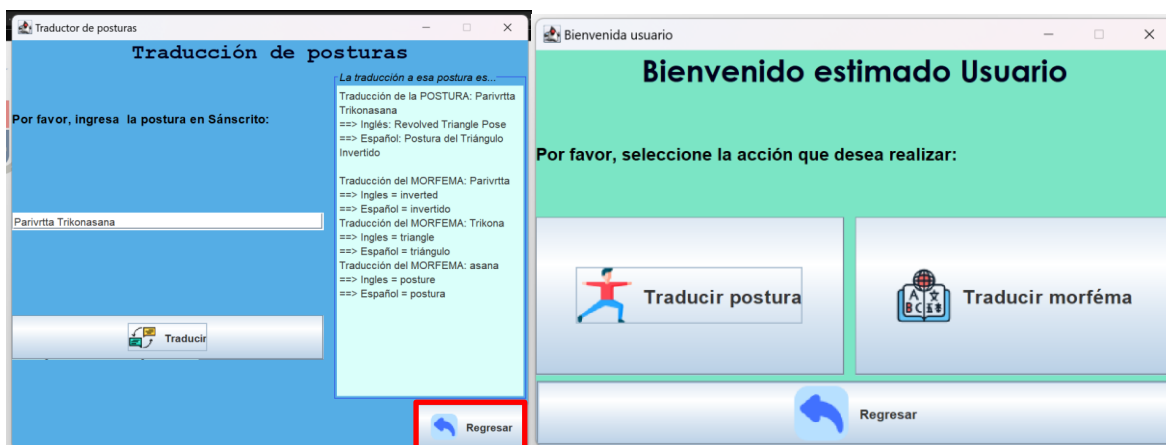 Traductor de posturas
Traducción de posturas
Por favor, ingresa la postura en Sánscrito:
Parivrtta Trikonasana
Traducir
La traducción a esa postura es...
Traducción de la POSTURA: Parivrtta
Trikonasana
==> Inglés: Revolved Triangle Pose
==> Español: Postura del Triángulo
Invertido
Traducción del MORFEMA: Parivrtta
==> Ingles = inverted
==> Español = invertido
Traducción del MORFEMA: Trikona
==> Ingles = triangle
==> Español = triángulo
Traducción del MORFEMA: asana
==> Ingles = posture
==> Español = postura
Regresar
Bienvenida usuario
Bienvenido estimado Usuario
Por favor, seleccione la acción que desea realizar:
Traducir postura
Traducir morféma
Regresar